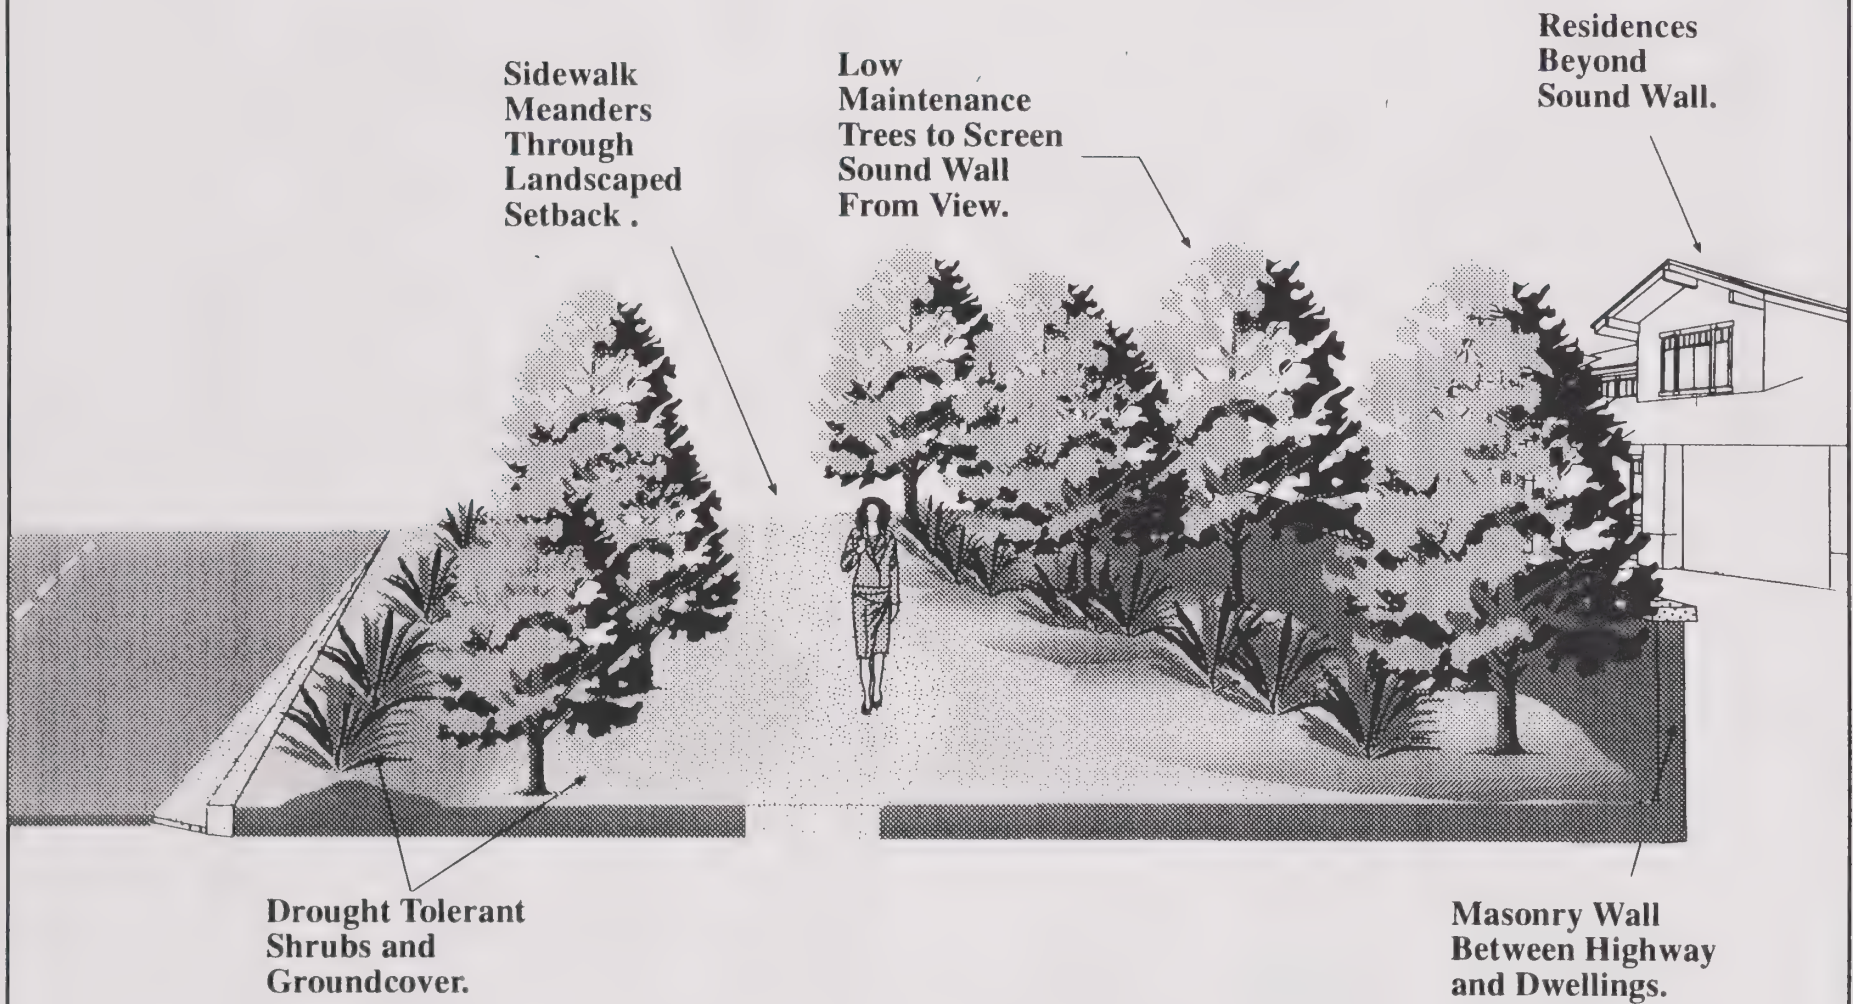 Sidewalk
Meanders
Through
Landscaped
Setback .
Low
Maintenance
Trees to Screen
Sound Wall
From View.
Residences
Beyond
Sound Wall.
Drought Tolerant
Shrubs and
Groundcover.
Masonry Wall
Between Highway
and Dwellings.